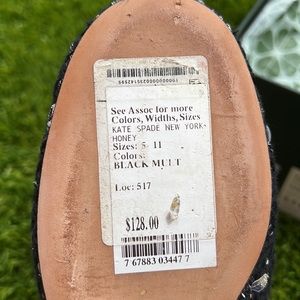 See Assoc for more
Colors, Widths, Sizes
KATE SPADE NEW YORK-
HONEY
Sizes: 5- 11
Colors:
BLACK MULT
Loc: 517
$128.00
7 67883 03447 7